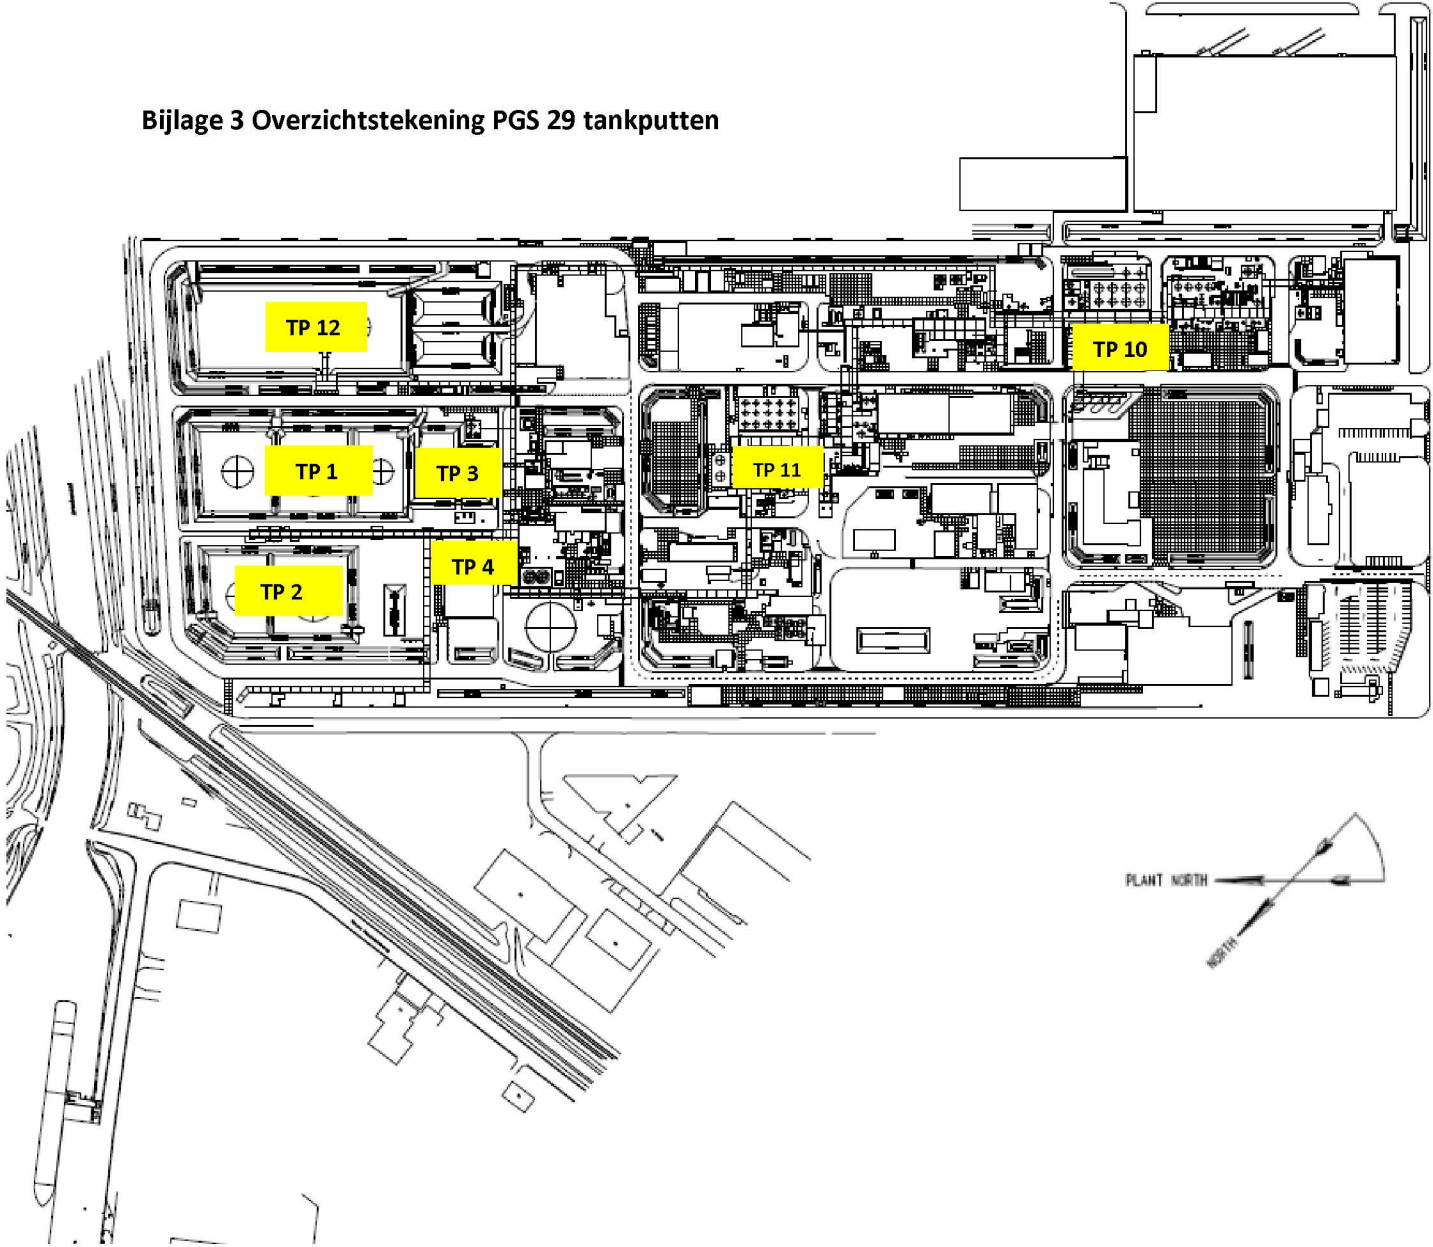 Bijlage 3 Overzichtstekening PGS 29 tankputten
TP 12
TP 10
TP 1
TP 3
TP 11
TP 4
TP 2
PLANT NORTH
NORTH